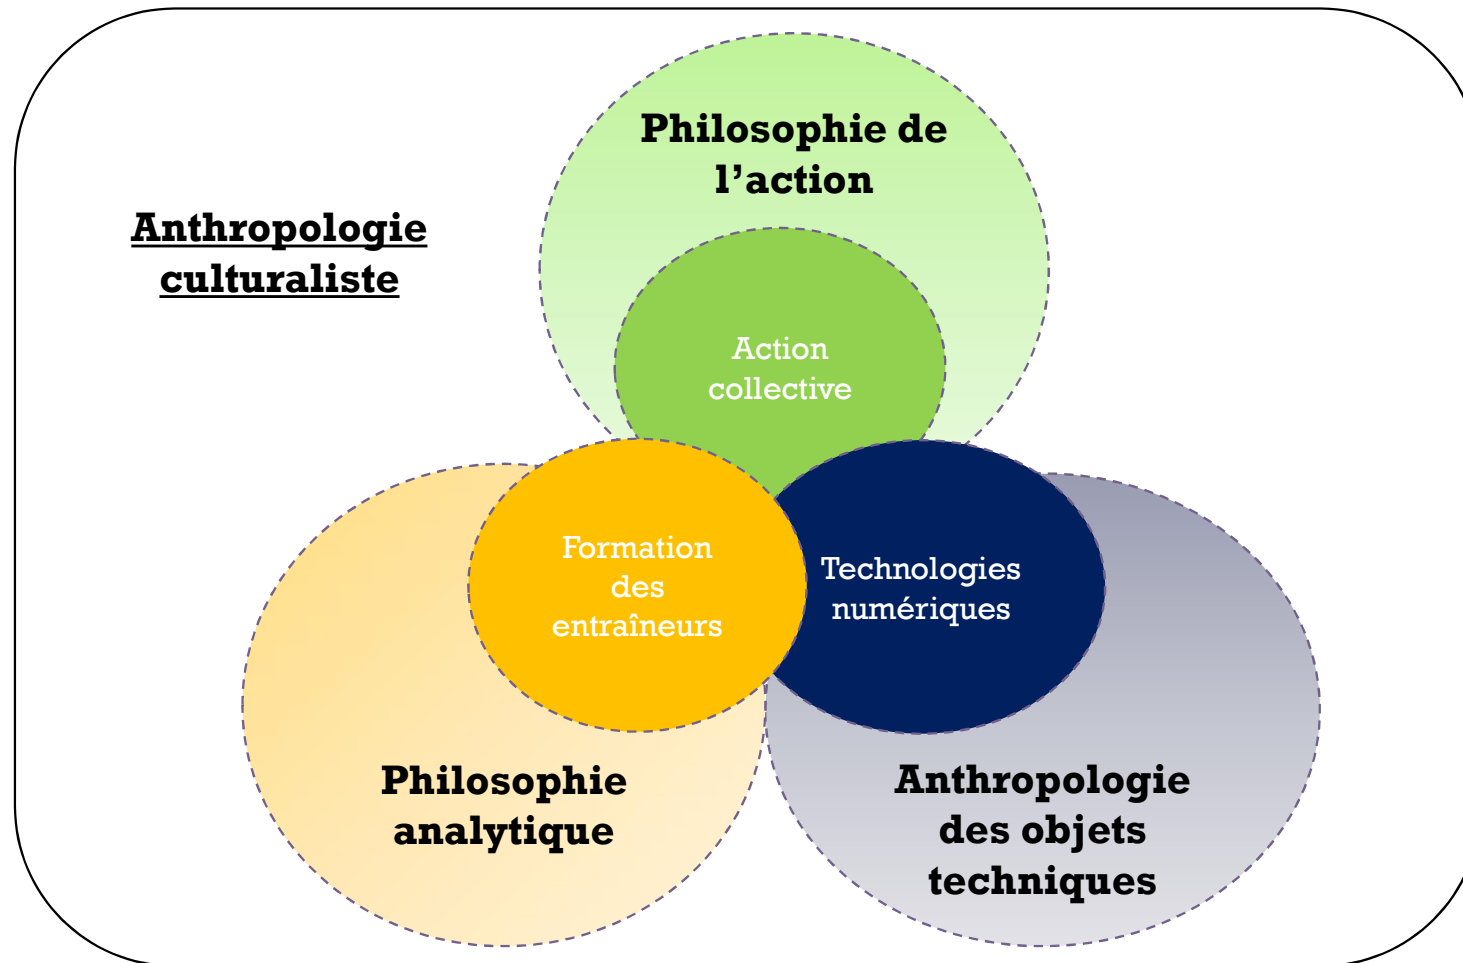 Philosophie de
l’action
Anthropologie
culturaliste
Action
collective
Formation
des
entraîneurs
Technologies
numériques
Philosophie
analytique
Anthropologie
des objets
techniques